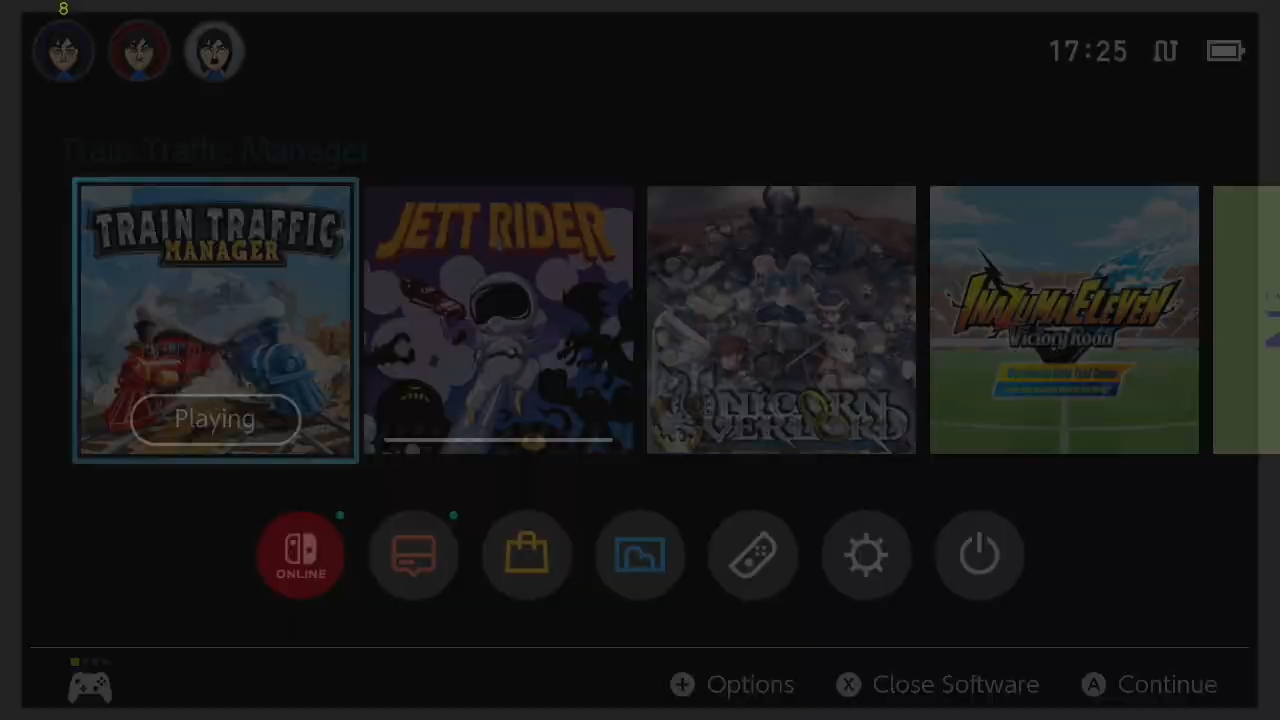 8
17:25
Train Traffic Manager
TRAIN TRAFFIC
MANAGER
Playing
JETT RIDER
UNICORN
OVERLORD
INAZUMA ELEVEN
Victory Road
ONLINE
+ Options
X Close Software
A Continue